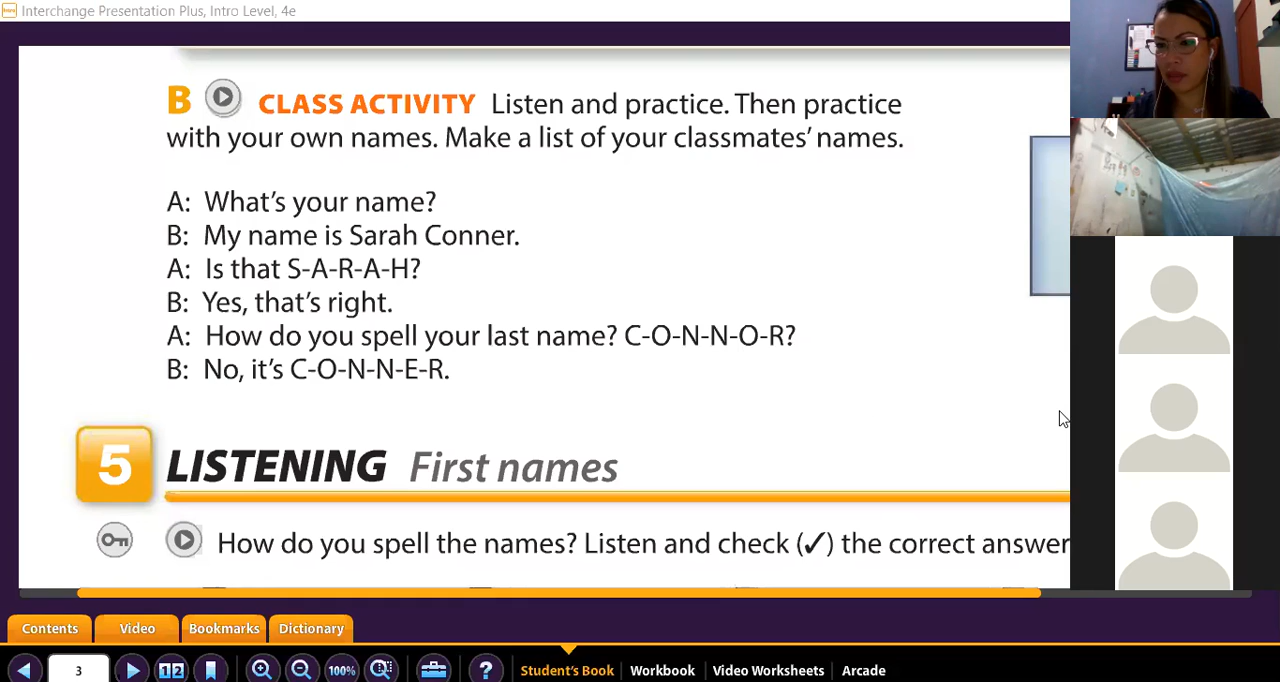 Interchange Presentation Plus, Intro Level, 4e
B CLASS ACTIVITY Listen and practice. Then practice
with your own names. Make a list of your classmates' names.
A: What's your name?
B: My name is Sarah Conner.
A: Is that S-A-R-A-H?
B: Yes, that's right.
A: How do you spell your last name? C-O-N-N-O-R?
B: No, it's C-O-N-N-E-R.
5 LISTENING First names
How do you spell the names? Listen and check (✓) the correct answer
Contents Video Bookmarks Dictionary
3 12 100% ? Student's Book Workbook Video Worksheets Arcade